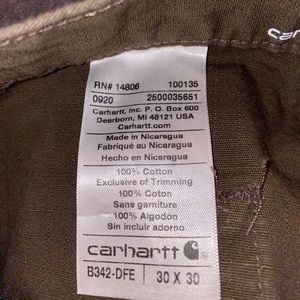 car
RN# 14806 100135
0920 2500035651
Carhartt, Inc. P.O. Box 600
Dearborn, MI 48121 USA
Carhartt.com
Made in Nicaragua
Fabriqué au Nicaragua
Hecho en Nicaragua
100% Cotton
Exclusive of Trimming
100% Coton
Sans garniture
100% Algodón
Sin incluir adorno
carhartt
B342-DFE 30 X 30